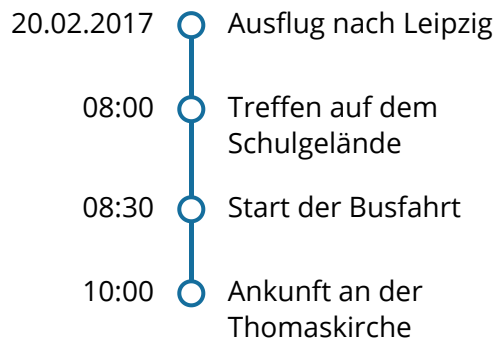 20.02.2017 Ausflug nach Leipzig
08:00 Treffen auf dem
Schulgelände
08:30 Start der Busfahrt
10:00 Ankunft an der
Thomaskirche